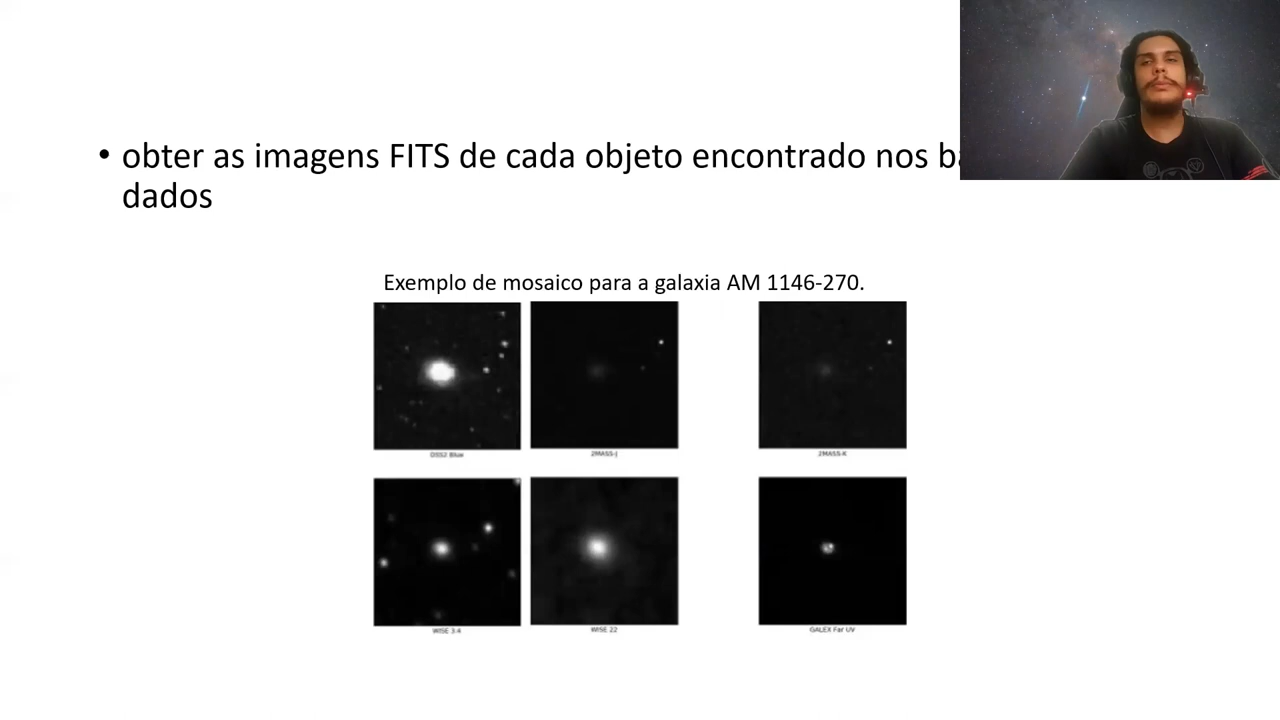 • obter as imagens FITS de cada objeto encontrado nos
dados
Exemplo de mosaico para a galaxia AM 1146-270.
DSS2 Blue
2MASS-J
2MASS-K
WISE 3.4
WISE 22
GALEX Far UV